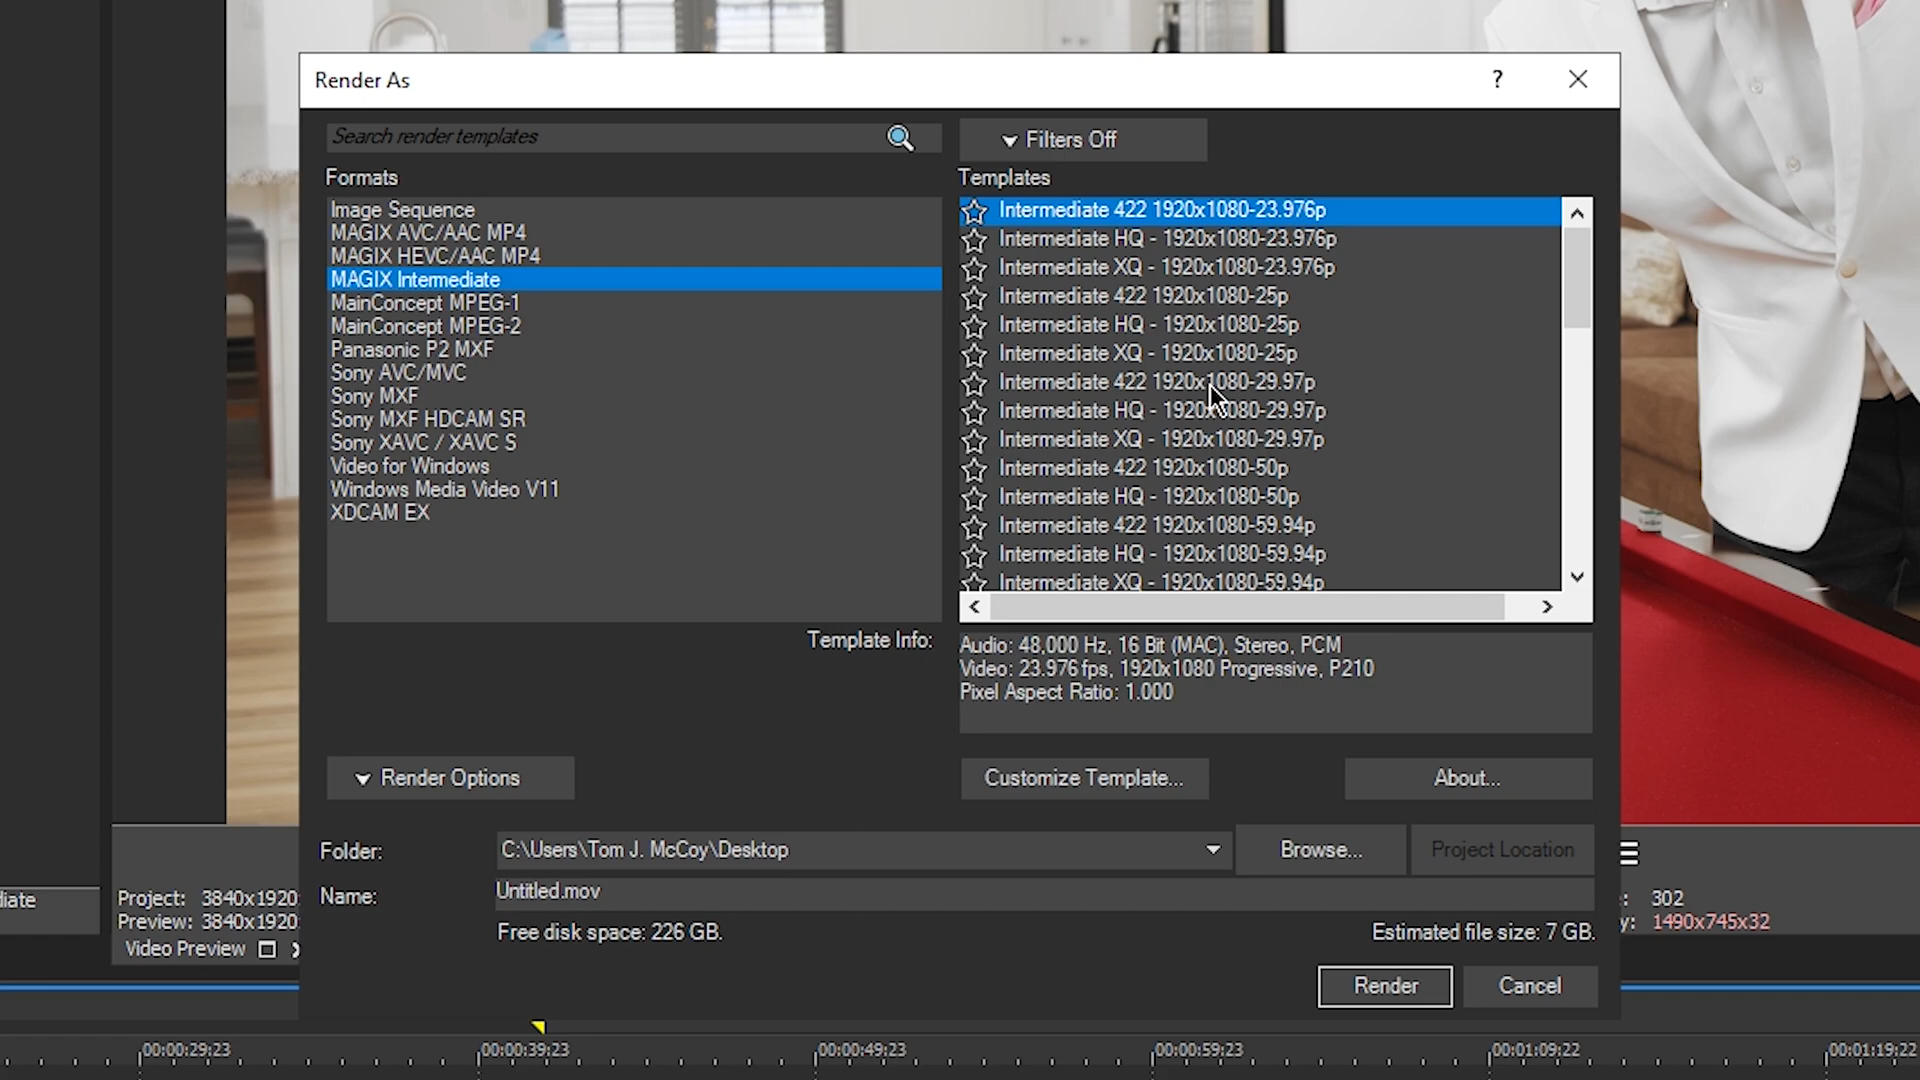 Render As
?
Search render templates
Filters Off
Formats
Templates
Image Sequence
MAGIX AVC/AAC MP4
MAGIX HEVC/AAC MP4
MAGIX Intermediate
MainConcept MPEG-1
MainConcept MPEG-2
Panasonic P2 MXF
Sony AVC/MVC
Sony MXF
Sony MXF HDCAM SR
Sony XAVC / XAVC S
Video for Windows
Windows Media Video V11
XDCAM EX
Intermediate 422 1920x1080-23.976p
Intermediate HQ - 1920x1080-23.976p
Intermediate XQ - 1920x1080-23.976p
Intermediate 422 1920x1080-25p
Intermediate HQ - 1920x1080-25p
Intermediate XQ - 1920x1080-25p
Intermediate 422 1920x1080-29.97p
Intermediate HQ - 1920x1080-29.97p
Intermediate XQ - 1920x1080-29.97p
Intermediate 422 1920x1080-50p
Intermediate HQ - 1920x1080-50p
Intermediate 422 1920x1080-59.94p
Intermediate HQ - 1920x1080-59.94p
Intermediate XQ - 1920x1080-59.94p
Template Info:
Audio: 48,000 Hz, 16 Bit (MAC), Stereo, PCM
Video: 23.976 fps, 1920x1080 Progressive, P210
Pixel Aspect Ratio: 1.000
Render Options
Customize Template...
About...
Folder:
C:\Users\Tom J. McCoy\Desktop
Browse...
Project Location
Name:
Untitled.mov
Free disk space: 226 GB.
Estimated file size: 7 GB.
Render
Cancel
diate
Project: 3840x1920
Preview: 3840x1920
Video Preview
: 302
y: 1490x745x32
00:00:29;23
00:00:39;23
00:00:49;23
00:00:59;23
00:01:09;22
00:01:19;22